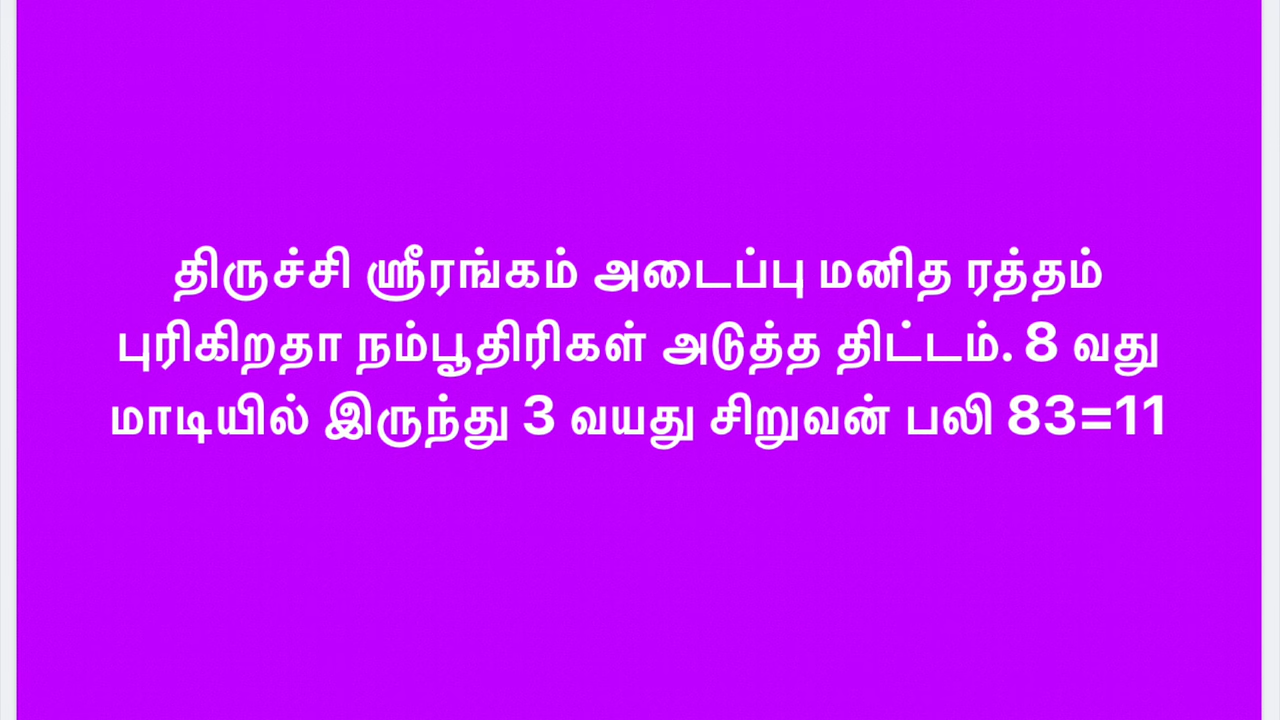 திருச்சி ஸ்ரீரங்கம் அடைப்பு மனித ரத்தம்
புரிகிறதா நம்பூதிரிகள் அடுத்த திட்டம். 8 வது
மாடியில் இருந்து 3 வயது சிறுவன் பலி 83=11